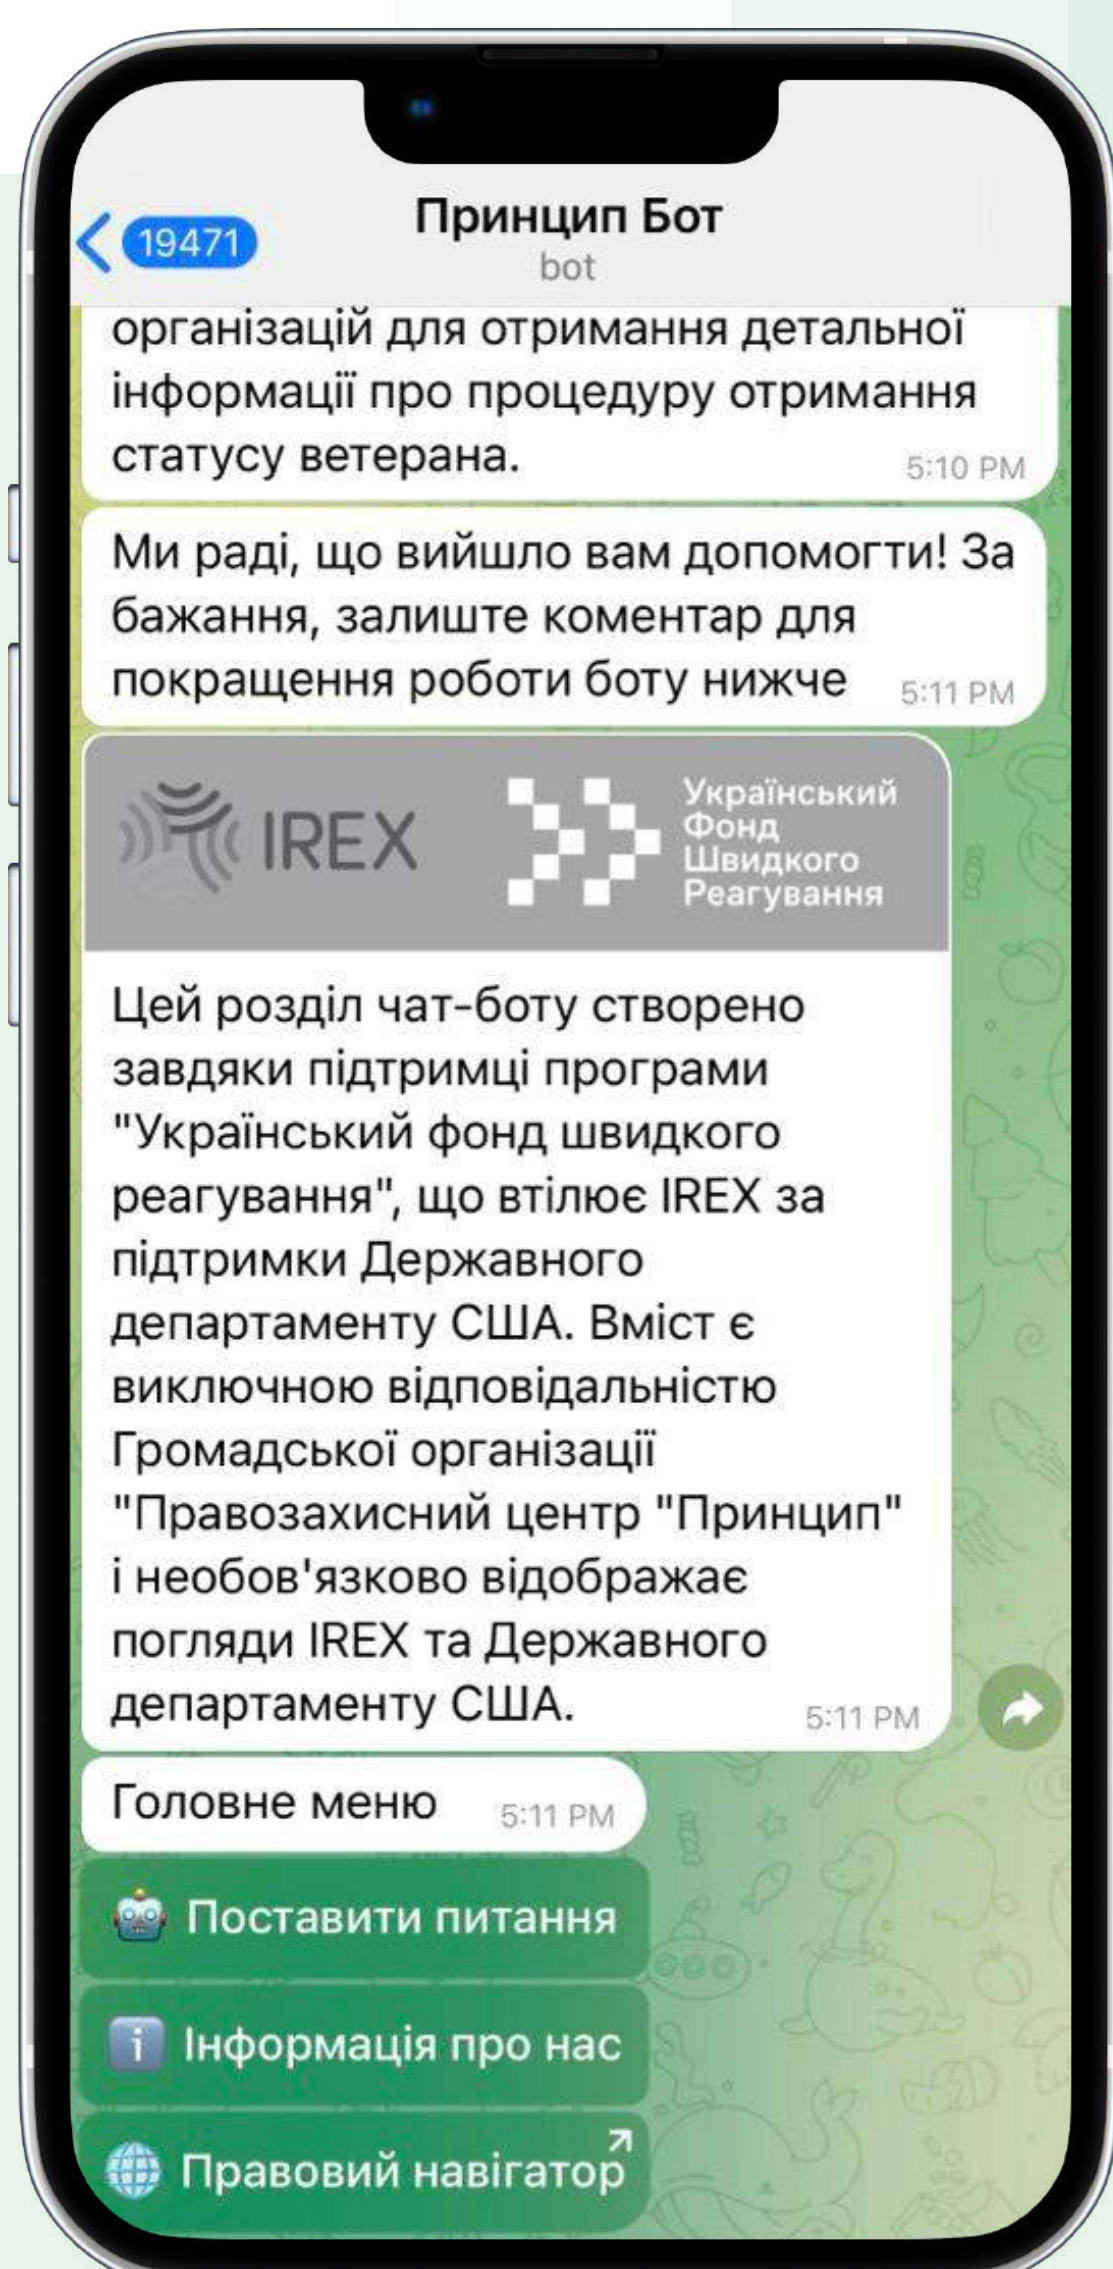 Принцип Бот
19471
bot
організацій для отримання детальної
інформації про процедуру отримання
статусу ветерана.
5:10 PM
Ми раді, що вийшло вам допомогти! За
бажання, залиште коментар для
покращення роботи боту нижче
5:11 PM
IREX
Український
Фонд
Швидкого
Реагування
Цей розділ чат-боту створено
завдяки підтримці програми
"Український фонд швидкого
реагування", що втілює IREX за
підтримки Державного
департаменту США. Вміст є
виключною відповідальністю
Громадської організації
"Правозахисний центр "Принцип"
і необов'язково відображає
погляди IREX та Державного
департаменту США.
5:11 PM
Головне меню
5:11 PM
Поставити питання
Інформація про нас
Правовий навігатор